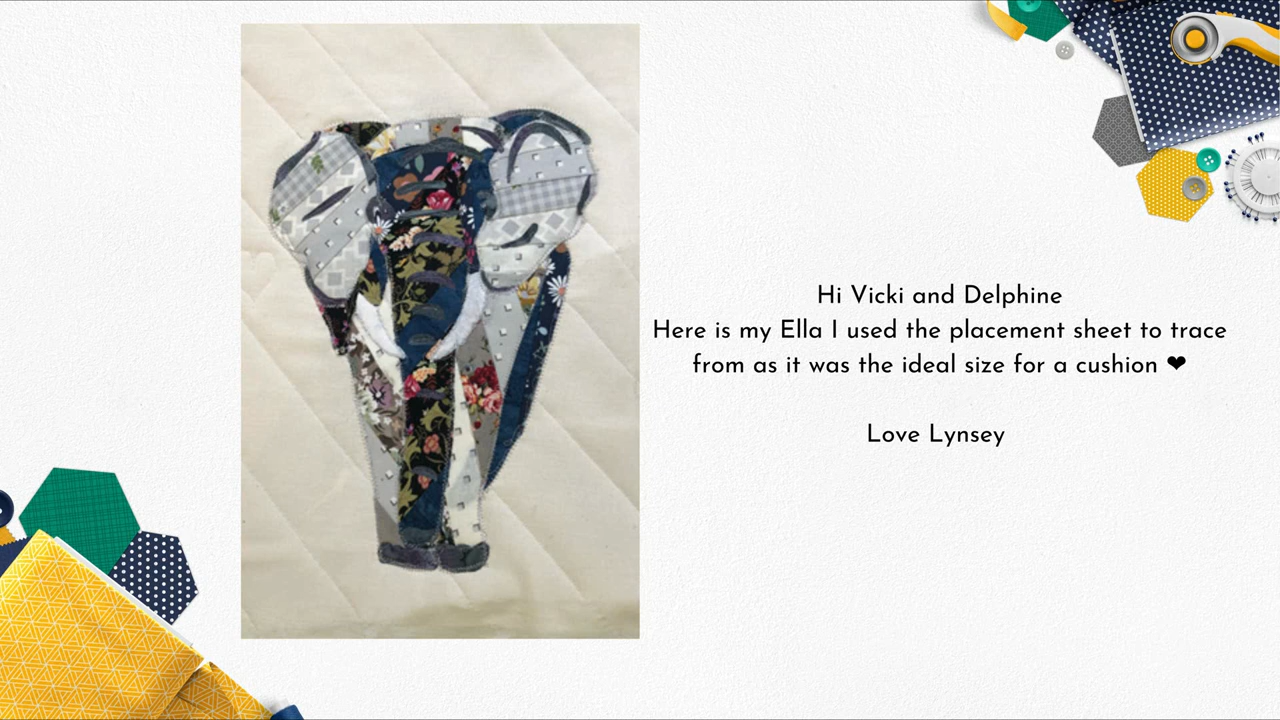 Hi Vicki and Delphine
Here is my Ella I used the placement sheet to trace
from as it was the ideal size for a cushion ❤
Love Lynsey